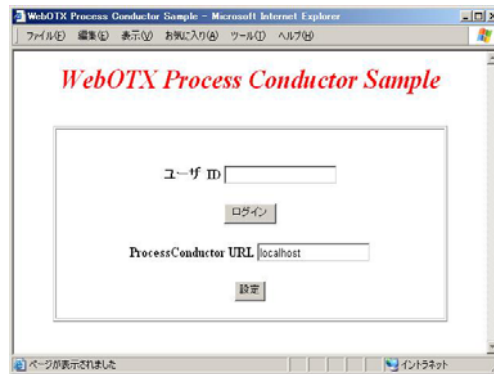 WebOTX Process Conductor Sample - Microsoft Internet Explorer
ファイル(F) 編集(E) 表示(V) お気に入り(A) ツール(T) ヘルプ(H)
WebOTX Process Conductor Sample
ユーザ ID
ログイン
ProcessConductor URL localhost
設定
ページが表示されました イントラネット